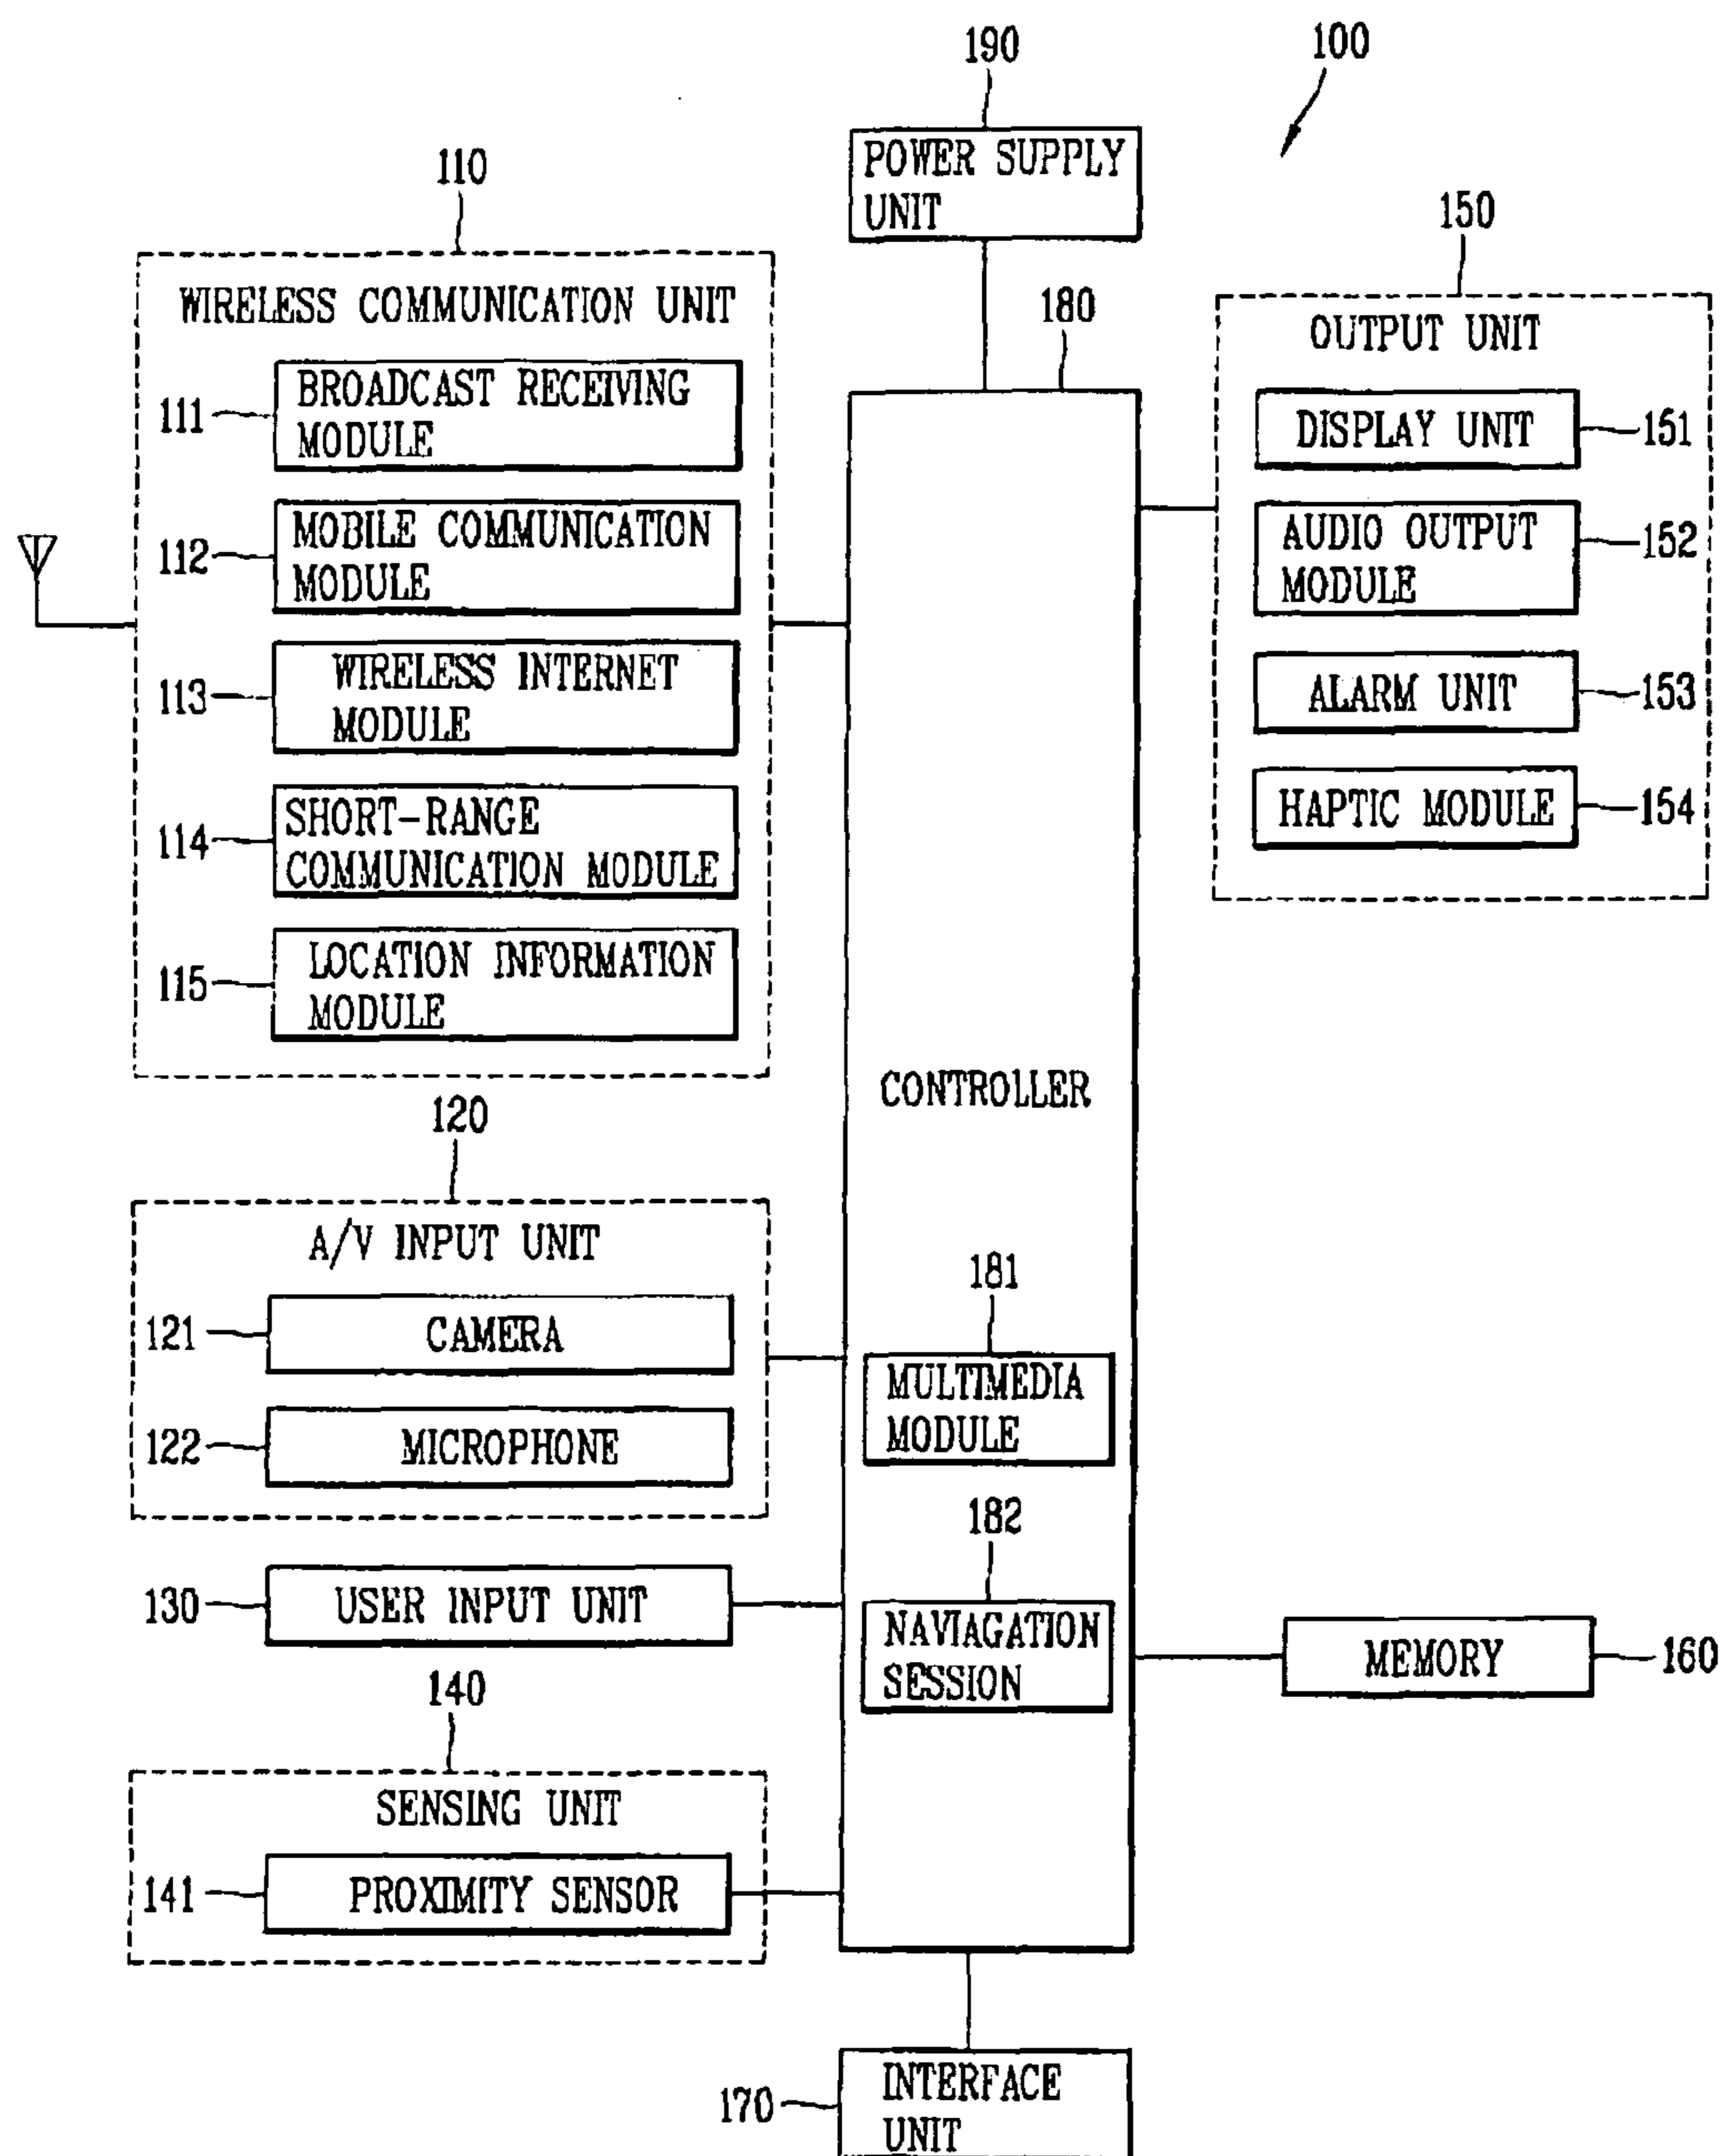 190
100
POWER SUPPLY
UNIT
110
150
WIRELESS COMMUNICATION UNIT
180
OUTPUT UNIT
111
BROADCAST RECEIVING
MODULE
DISPLAY UNIT
151
112
MOBILE COMMUNICATION
MODULE
AUDIO OUTPUT
MODULE
152
113
WIRELESS INTERNET
MODULE
ALARM UNIT
153
114
SHORT-RANGE
COMMUNICATION MODULE
HAPTIC MODULE
154
115
LOCATION INFORMATION
MODULE
CONTROLLER
120
A/V INPUT UNIT
121
CAMERA
181
MULTIMEDIA
MODULE
122
MICROPHONE
182
130
USER INPUT UNIT
NAVIAGATION
SESSION
MEMORY
160
140
SENSING UNIT
141
PROXIMITY SENSOR
170
INTERFACE
UNIT